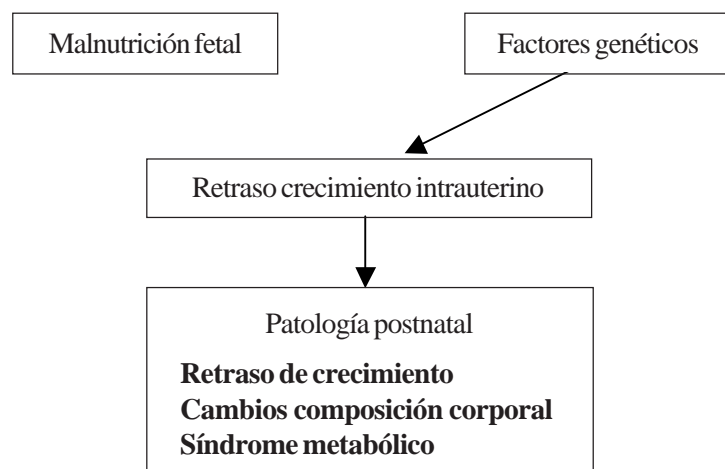 Malnutrición fetal
Factores genéticos
Retraso crecimiento intrauterino
Patología postnatal
Retraso de crecimiento
Cambios composición corporal
Síndrome metabólico